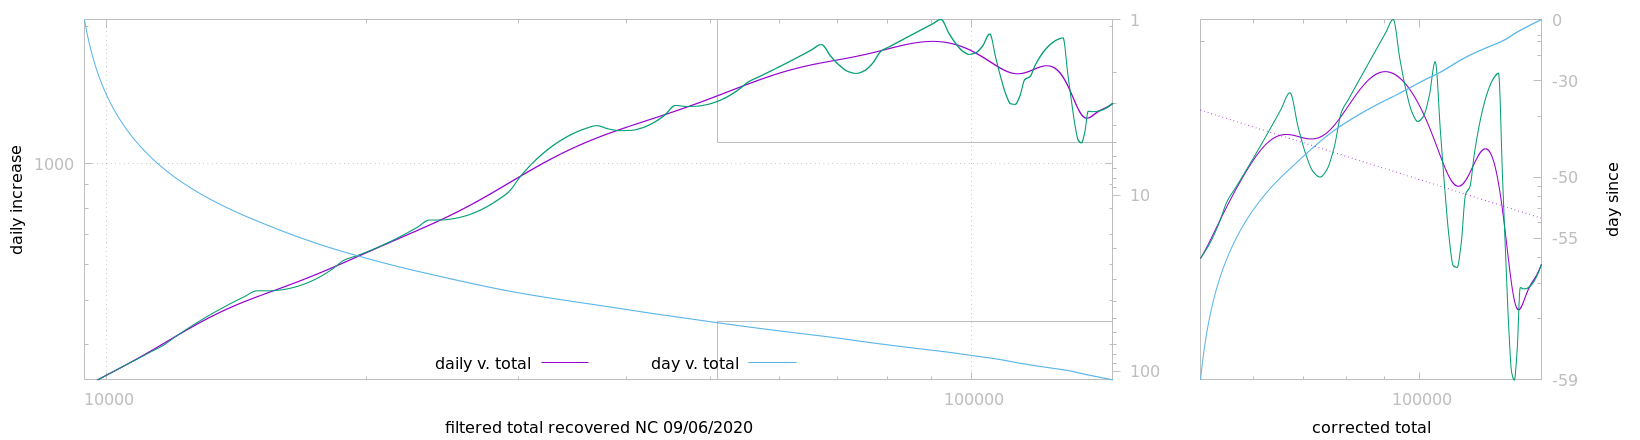 1
0
-30
1000
daily increase
-50
day since
10
-55
daily v. total
day v. total
100
-59
10000
100000
100000
filtered total recovered NC 09/06/2020
corrected total